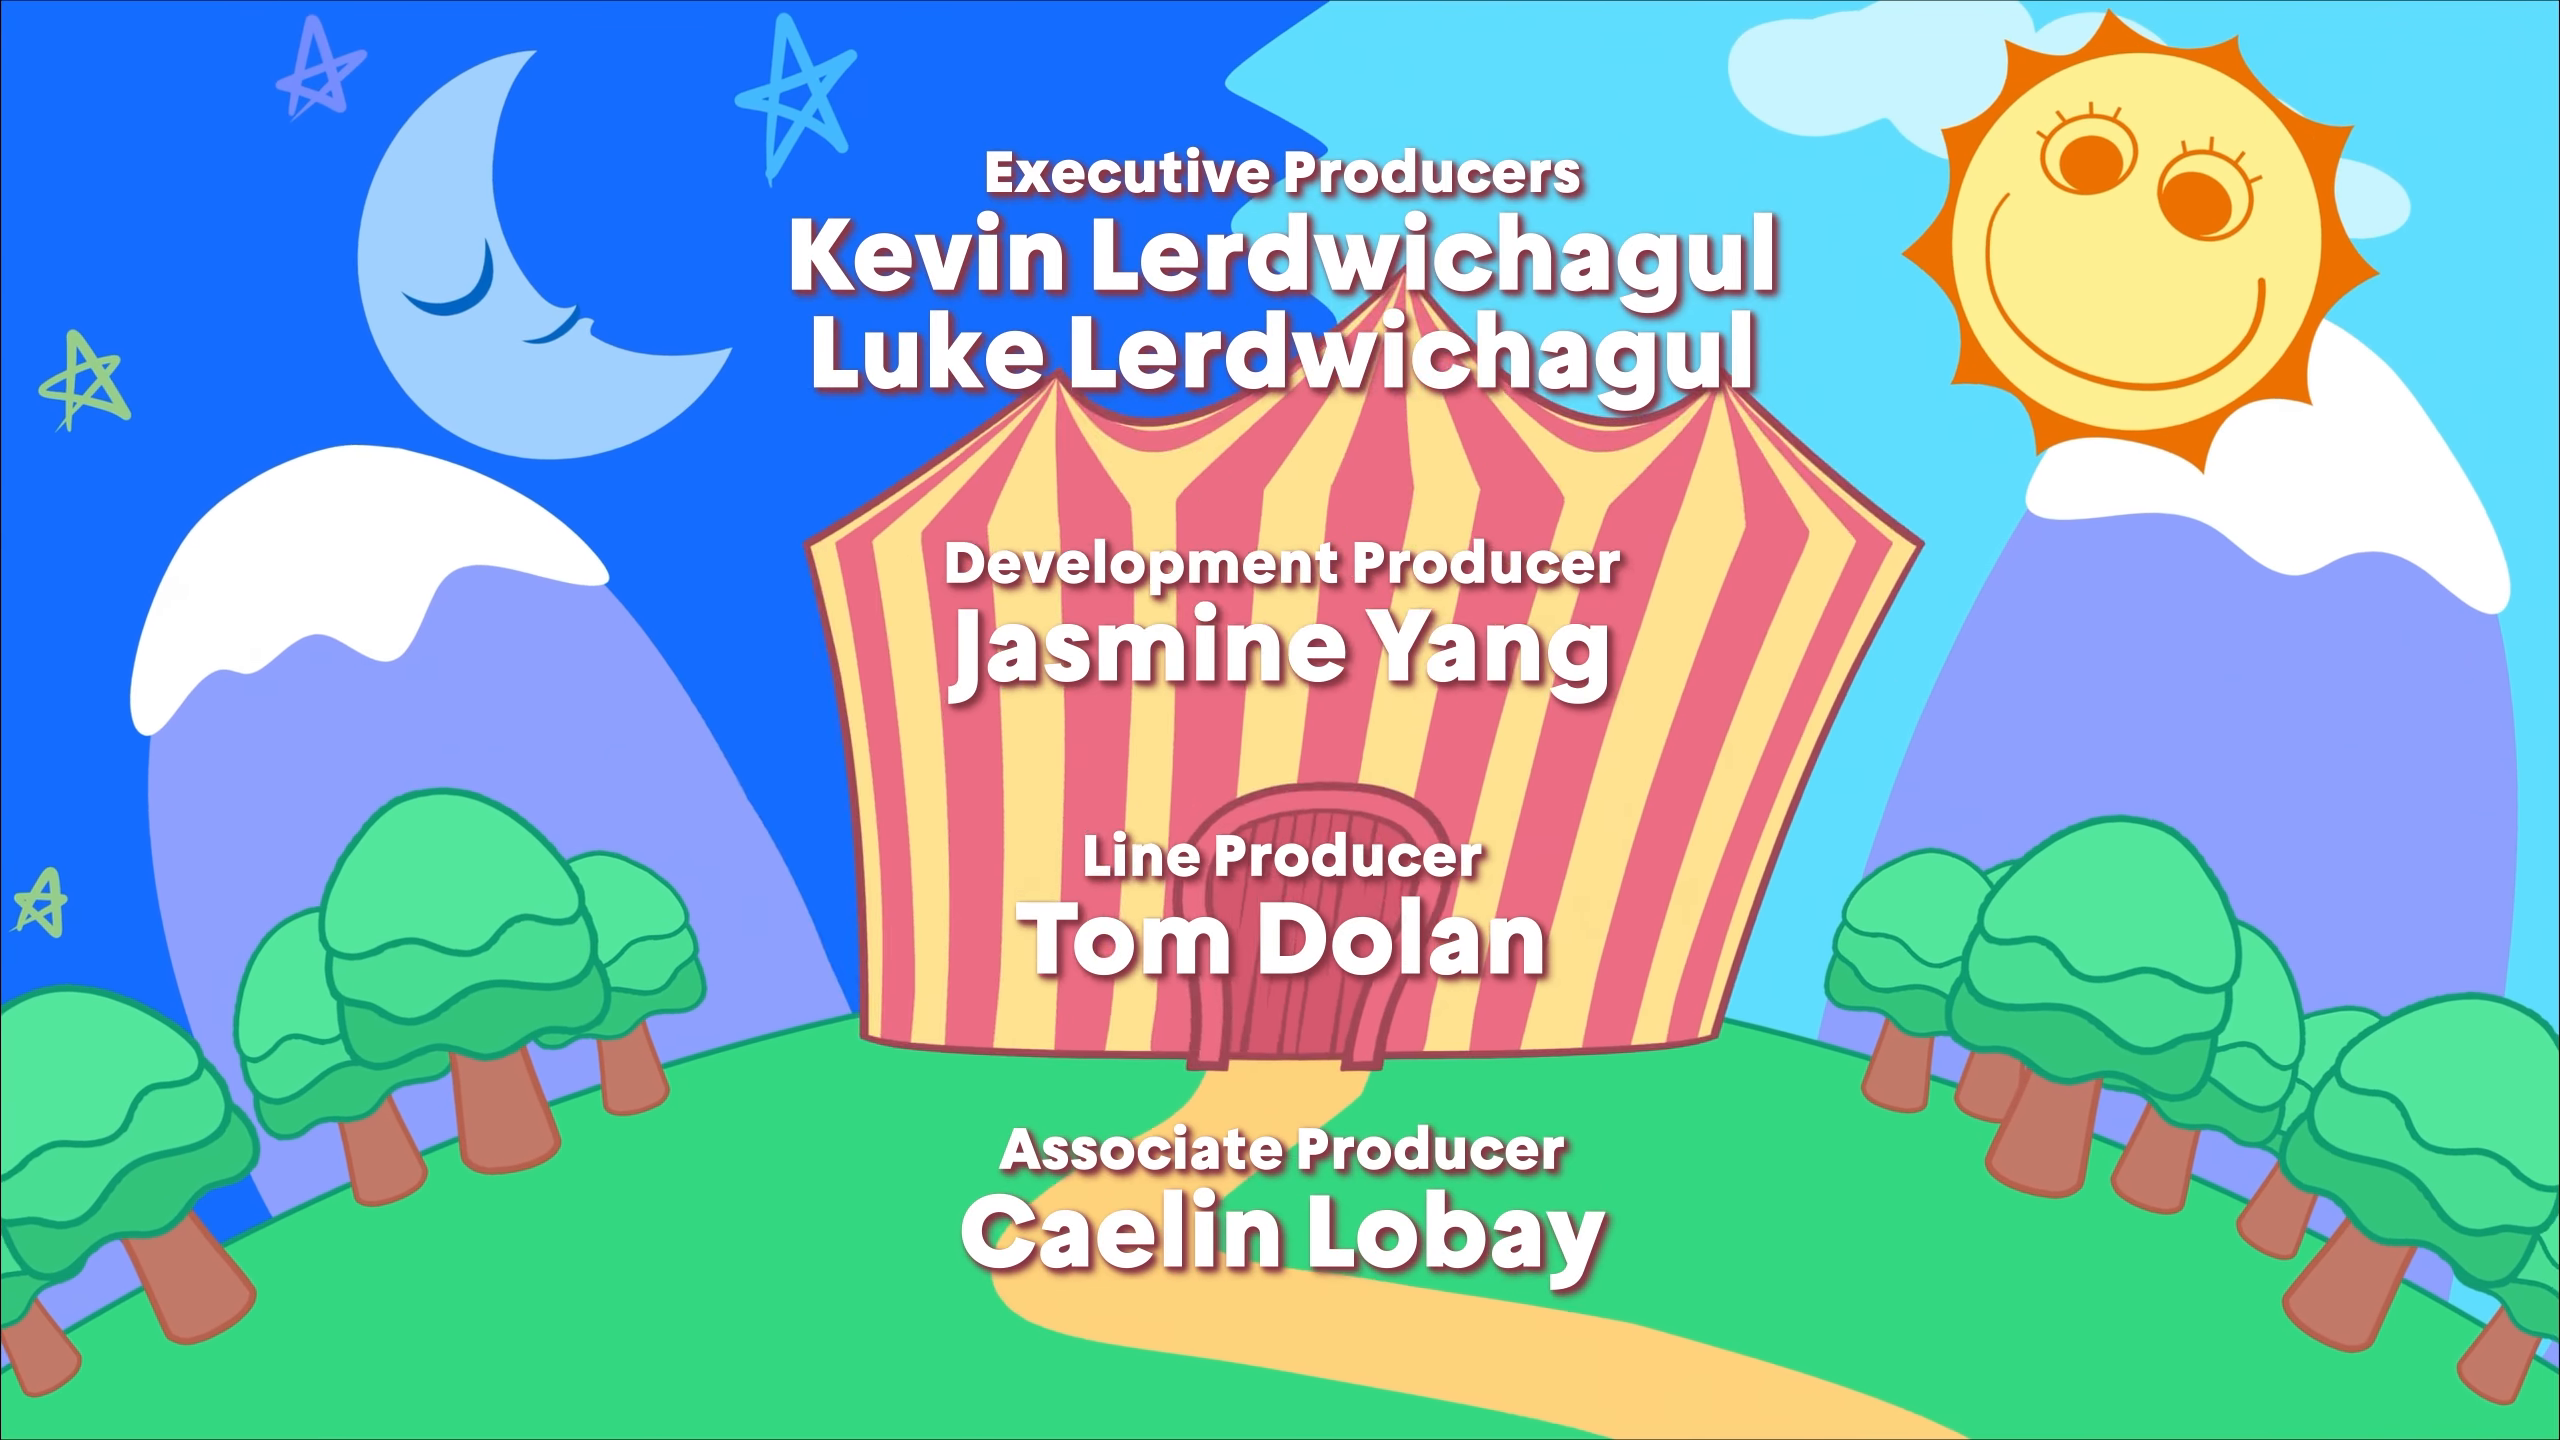 Executive Producers
Kevin Lerdwichagul
Luke Lerdwichagul
Development Producer
Jasmine Yang
Line Producer
Tom Dolan
Associate Producer
Caelin Lobay